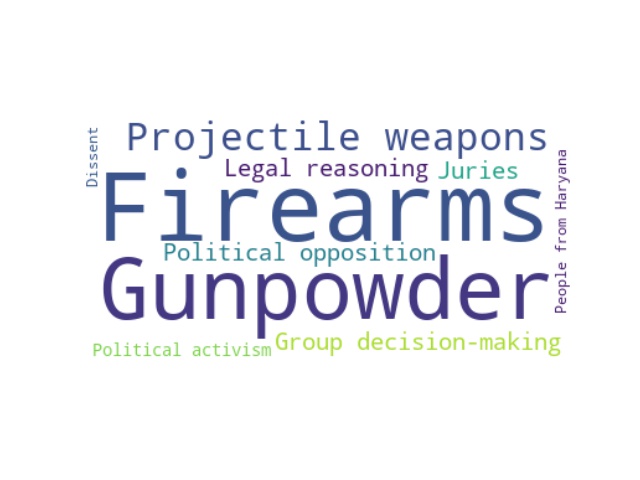 Projectile weapons
Dissent
Legal reasoning
Juries
People from Haryana
Firearms
Political opposition
Gunpowder
Group decision-making
Political activism